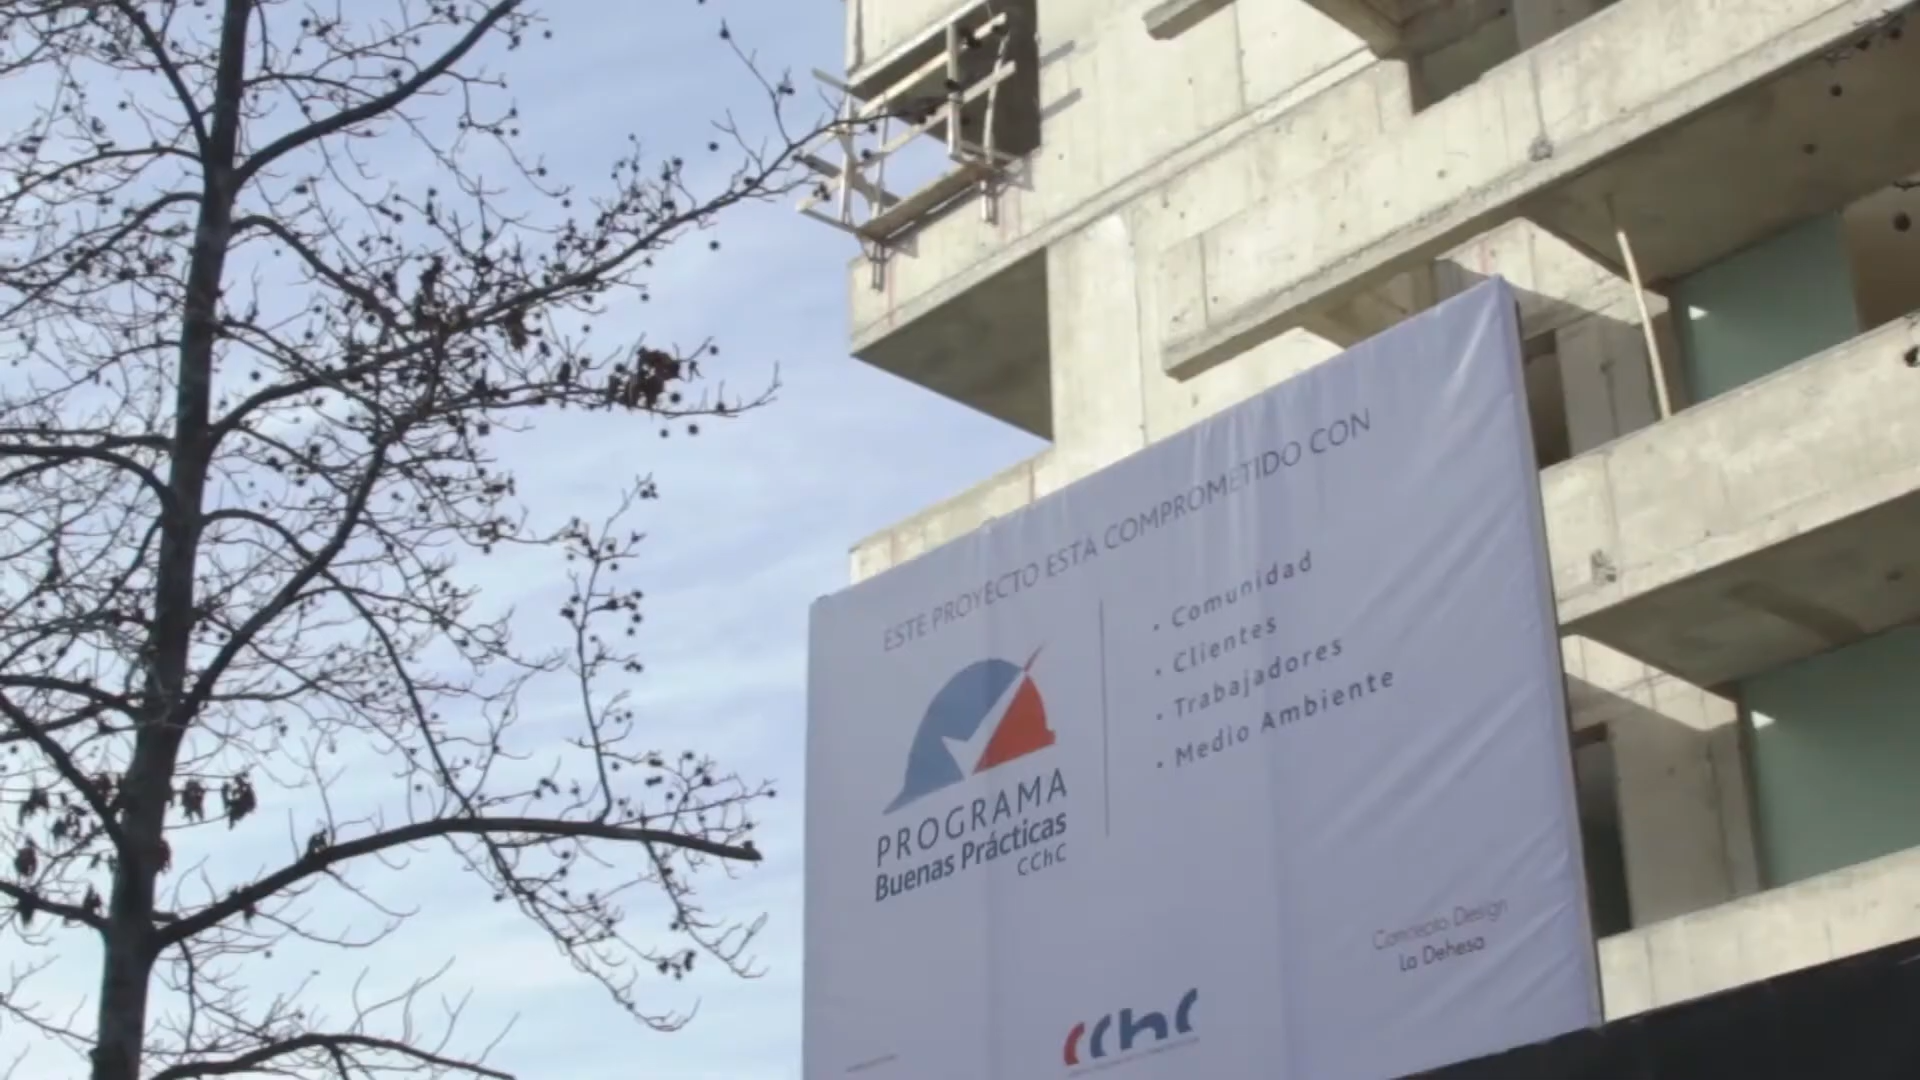 ESTE PROYECTO ESTA COMPROMETIDO CON
• Comunidad
• Clientes
• Trabajadores
• Medio Ambiente
PROGRAMA
Buenas Prácticas
CChC
Concepto Design
La Dehesa
cchc